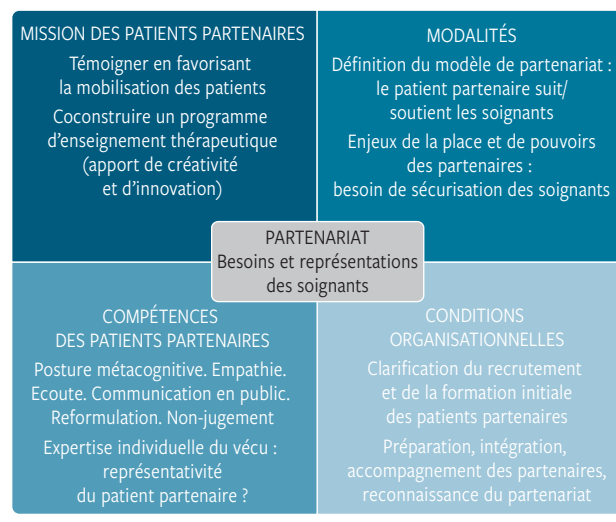 MISSION DES PATIENTS PARTENAIRES
Témoigner en favorisant
la mobilisation des patients
Coconstruire un programme
d’enseignement thérapeutique
(apport de créativité
et d’innovation)
MODALITÉS
Définition du modèle de partenariat :
le patient partenaire suit/
soutient les soignants
Enjeux de la place et de pouvoirs
des partenaires :
besoin de sécurisation des soignants
PARTENARIAT
Besoins et représentations
des soignants
COMPÉTENCES
DES PATIENTS PARTENAIRES
Posture métacognitive. Empathie.
Ecoute. Communication en public.
Reformulation. Non-jugement
Expertise individuelle du vécu :
représentativité
du patient partenaire ?
CONDITIONS
ORGANISATIONNELLES
Clarification du recrutement
et de la formation initiale
des patients partenaires
Préparation, intégration,
accompagnement des partenaires,
reconnaissance du partenariat